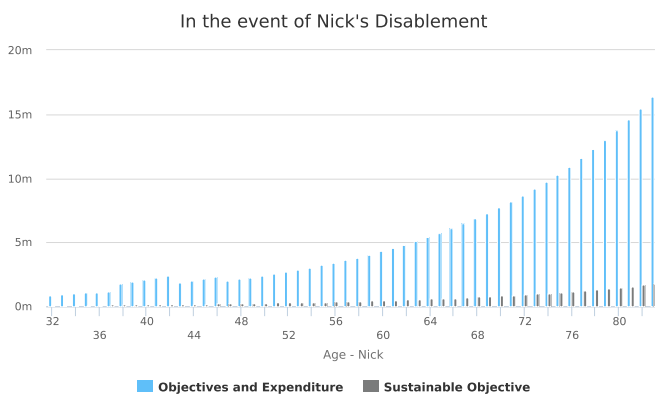 In the event of Nick's Disablement
20m
15m
10m
5m
0m
32 40 48 52 60 64 72 80
36 44 56 68 76
Age - Nick
Objectives and Expenditure Sustainable Objective